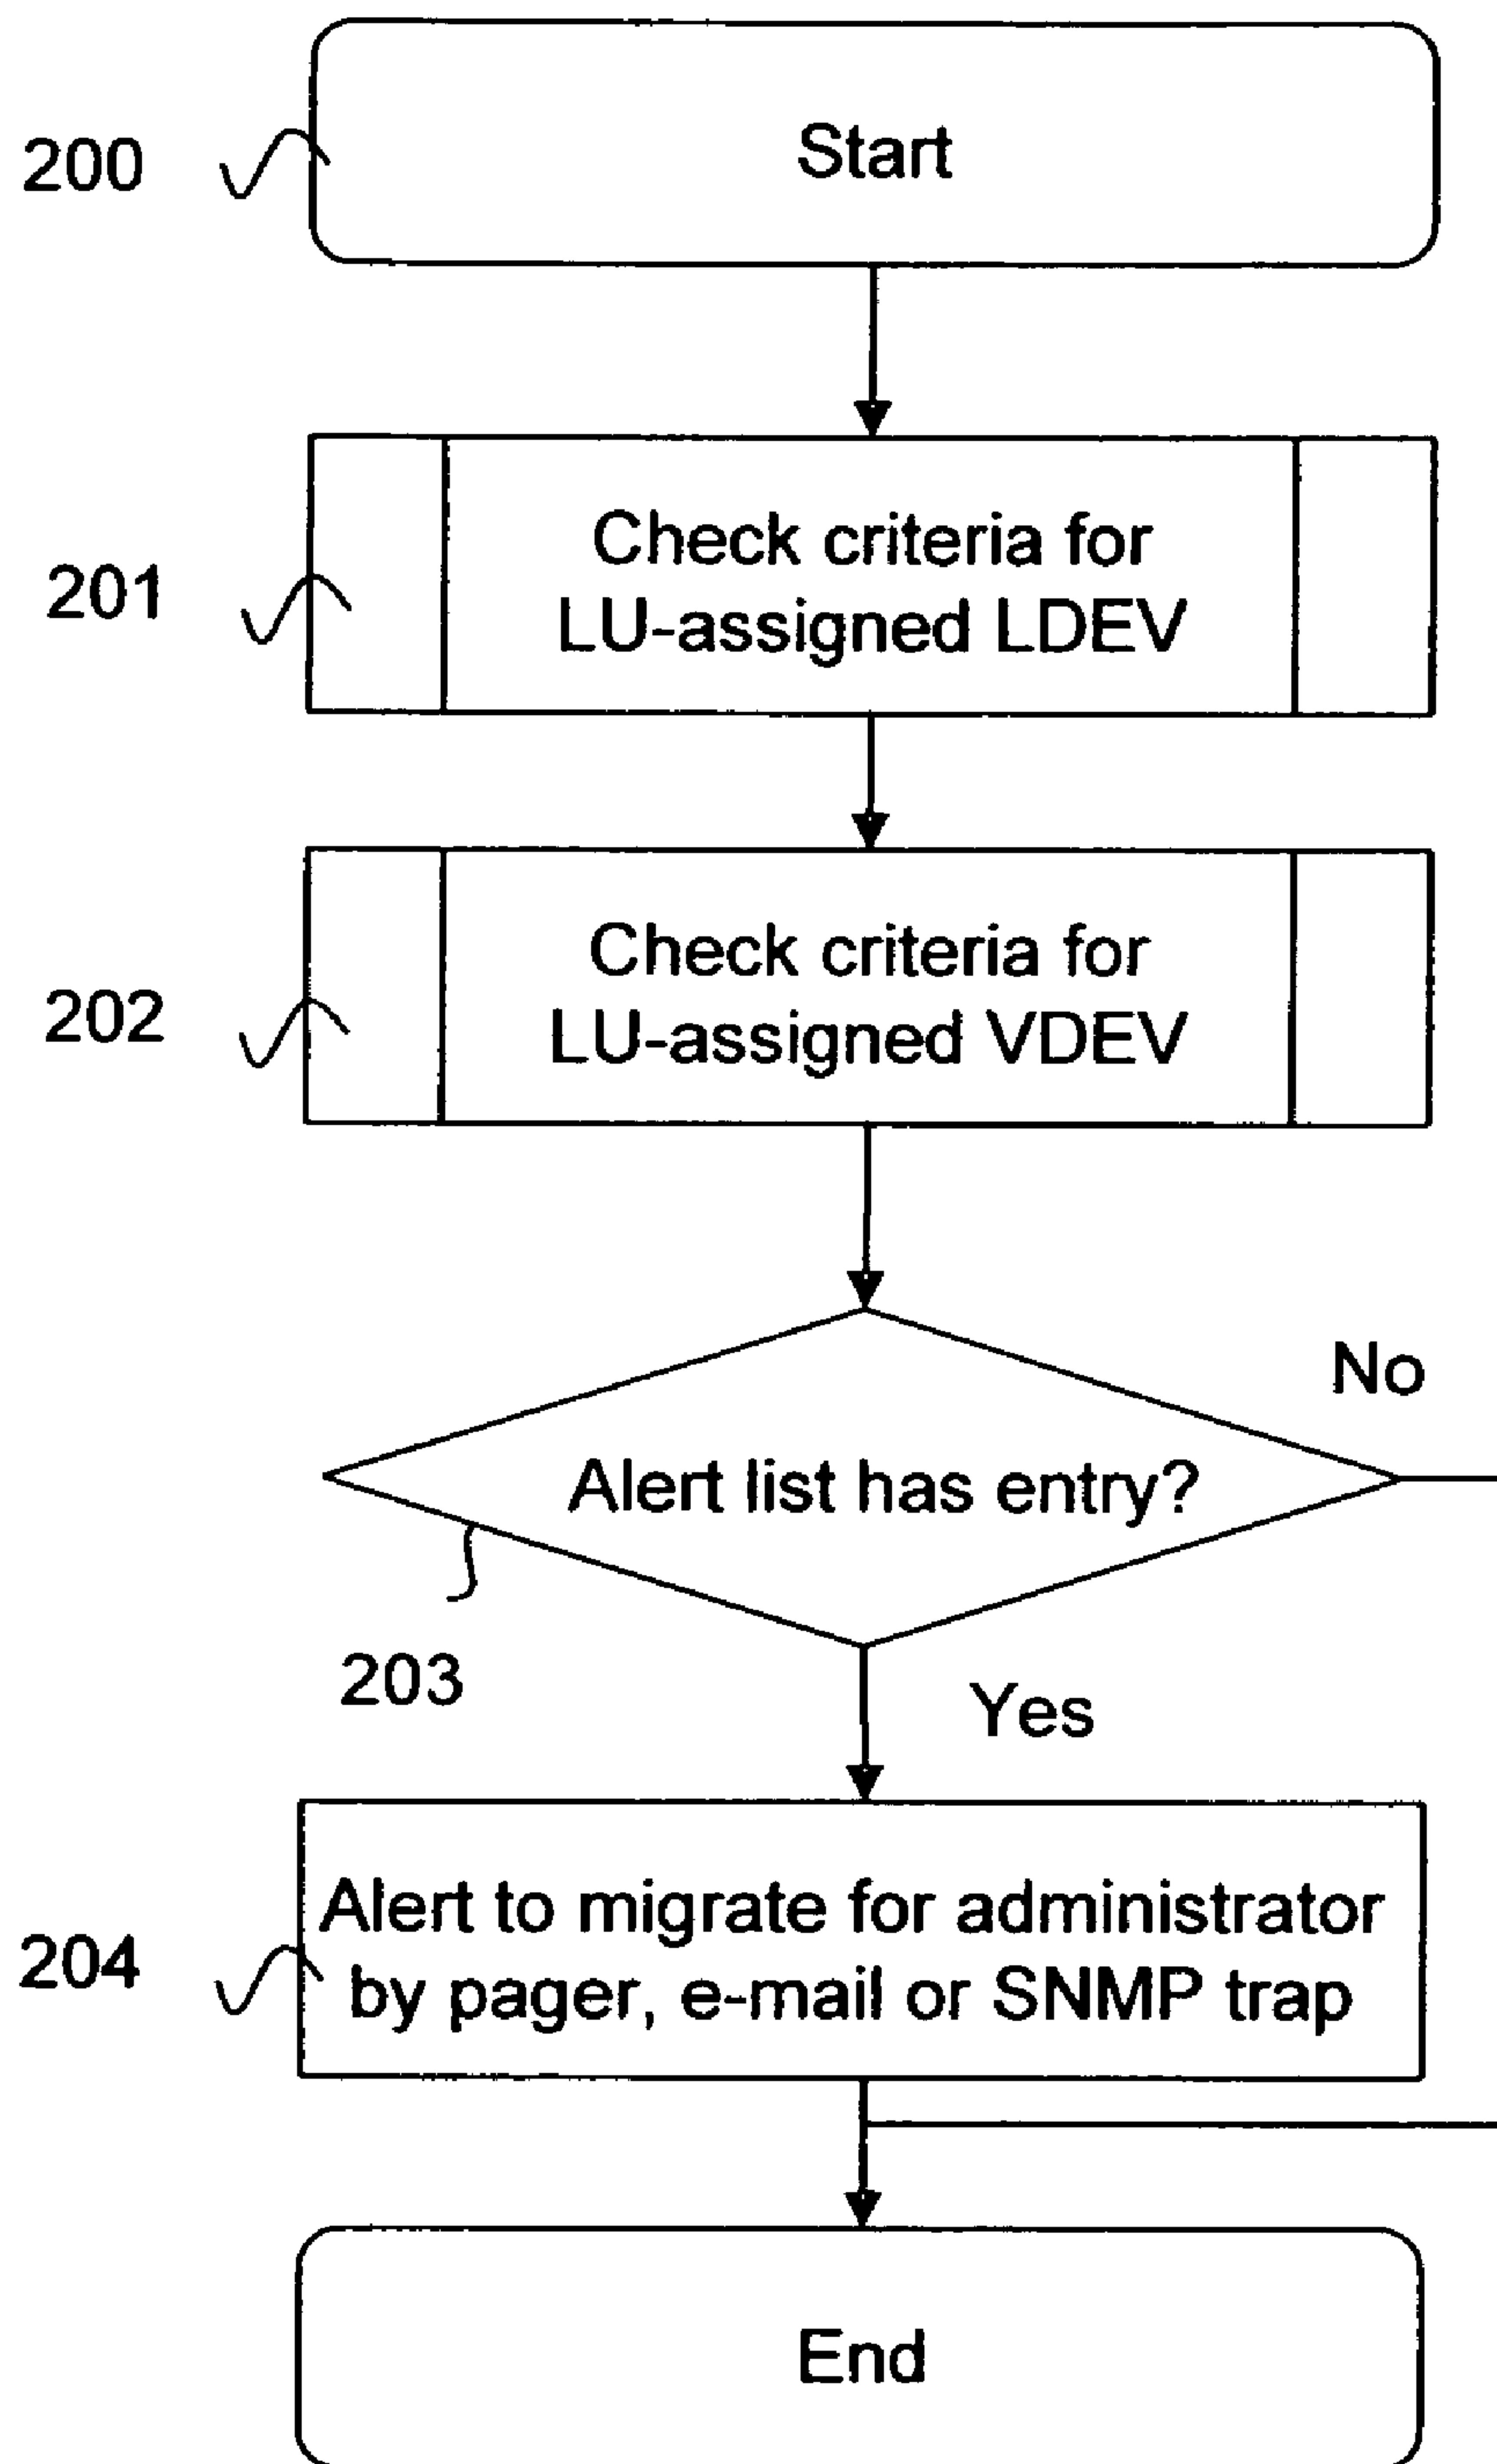 200
Start
201
Check criteria for
LU-assigned LDEV
202
Check criteria for
LU-assigned VDEV
No
Alert list has entry?
203
Yes
204
Alert to migrate for administrator
by pager, e-mail or SNMP trap
End